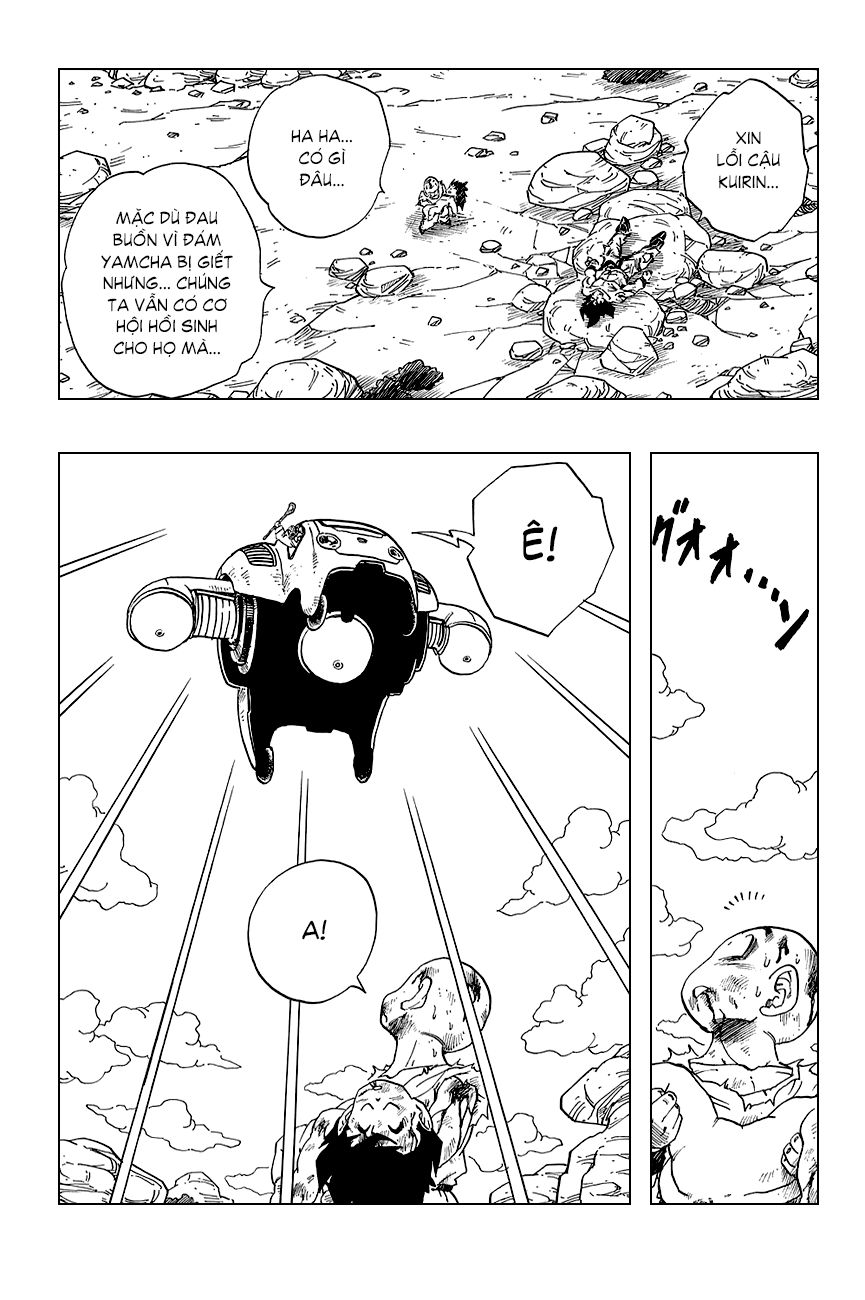 XIN
LỖI CẬU
KUIRIN...
HA HA...
CÓ GÌ
ĐÂU...
MẶC DÙ ĐAU
BUỒN VÌ ĐÁM
YAMCHA BỊ GIẾT
NHƯNG... CHÚNG
TA VẪN CÓ CƠ
HỘI HỒI SINH
CHO HỌ MÀ...
グオオ...ン
Ê!
A!